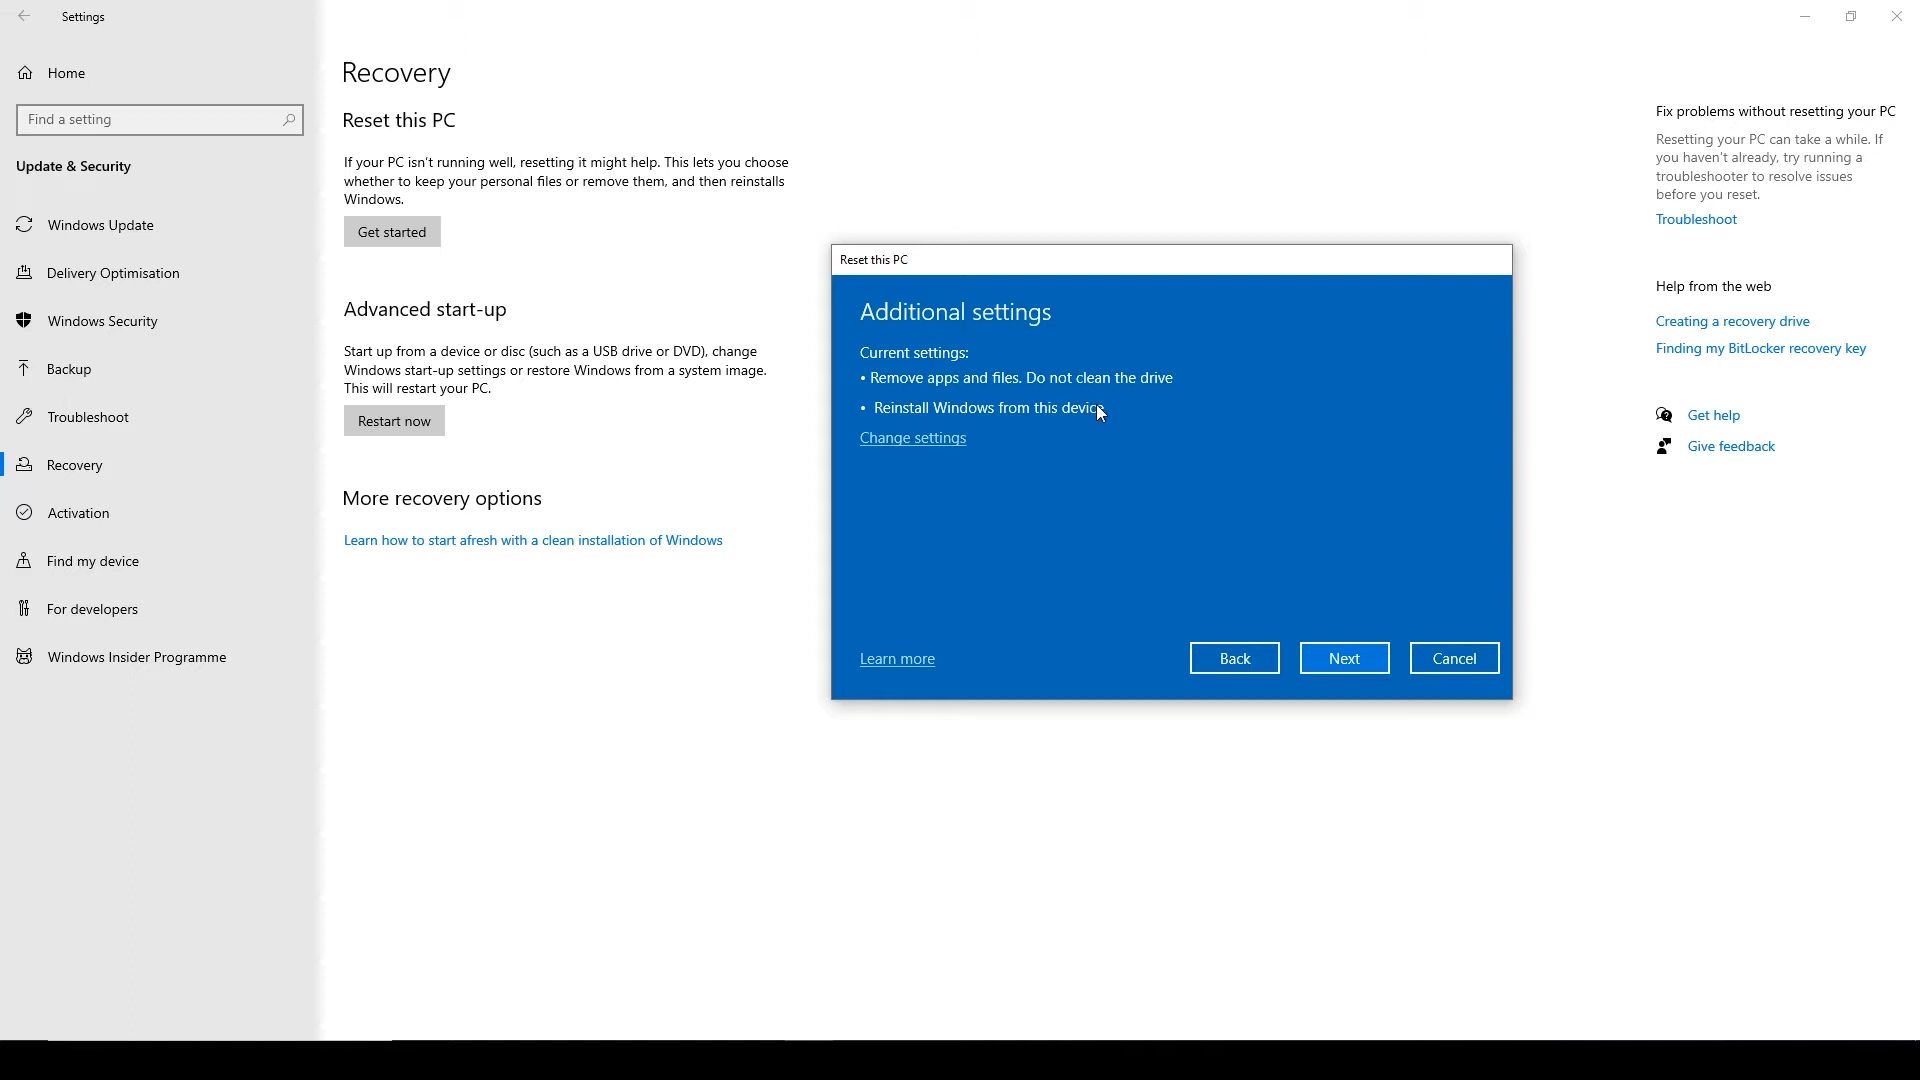 Settings
Home
Find a setting
Update & Security
Windows Update
Delivery Optimisation
Windows Security
Backup
Troubleshoot
Recovery
Activation
Find my device
For developers
Windows Insider Programme
Recovery
Reset this PC
If your PC isn't running well, resetting it might help. This lets you choose
whether to keep your personal files or remove them, and then reinstalls
Windows.
Get started
Advanced start-up
Start up from a device or disc (such as a USB drive or DVD), change
Windows start-up settings or restore Windows from a system image.
This will restart your PC.
Restart now
More recovery options
Learn how to start afresh with a clean installation of Windows
Reset this PC
Additional settings
Current settings:
• Remove apps and files. Do not clean the drive
• Reinstall Windows from this device
Change settings
Learn more
Back
Next
Cancel
Fix problems without resetting your PC
Resetting your PC can take a while. If
you haven't already, try running a
troubleshooter to resolve issues
before you reset.
Troubleshoot
Help from the web
Creating a recovery drive
Finding my BitLocker recovery key
Get help
Give feedback